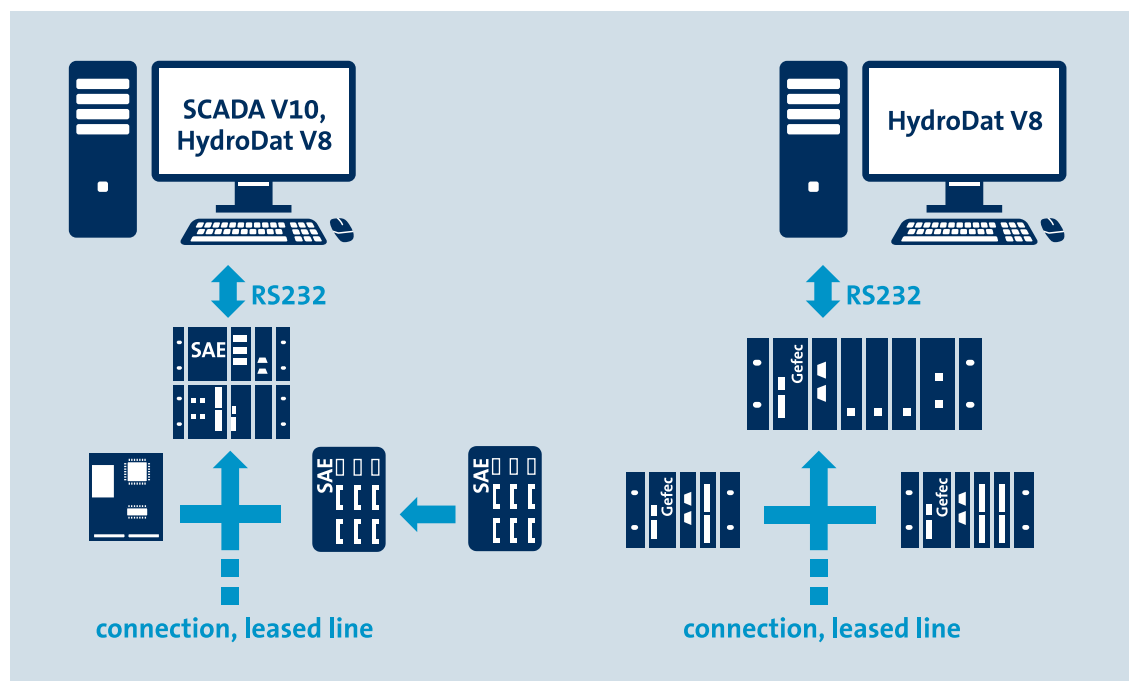 SCADA V10,
HydroDat V8
RS232
SAE
SAE
SAE
connection, leased line
HydroDat V8
RS232
Gefec
Gefec
Gefec
connection, leased line